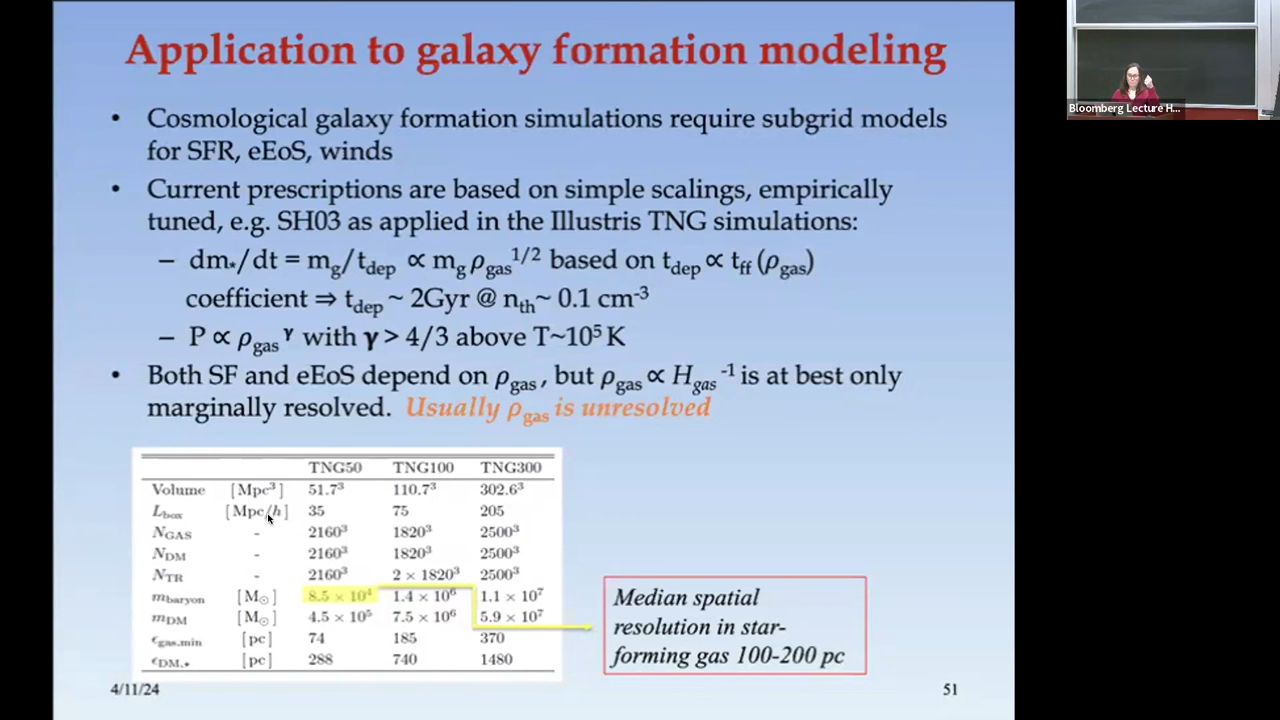 Application to galaxy formation modeling
• Cosmological galaxy formation simulations require subgrid models
for SFR, eEoS, winds
• Current prescriptions are based on simple scalings, empirically
tuned, e.g. SH03 as applied in the Illustris TNG simulations:
– dm*/dt = mg/tdep ∝ mg ρgas^1/2 based on tdep ∝ tff (ρgas)
coefficient ⇒ tdep ~ 2Gyr @ nth~ 0.1 cm-3
– P ∝ ρgas^γ with γ > 4/3 above T~10^5 K
• Both SF and eEoS depend on ρgas, but ρgas ∝ Hgas^-1 is at best only
marginally resolved. Usually ρgas is unresolved
TNG50 TNG100 TNG300
Volume [Mpc³] 51.7³ 110.7³ 302.6³
Lbox [Mpc/h] 35 75 205
NGAS - 2160³ 1820³ 2500³
NDM - 2160³ 1820³ 2500³
NTR - 2160³ 2 × 1820³ 2500³
mbaryon [M⊙] 8.5 × 10⁴ 1.4 × 10⁶ 1.1 × 10⁷
mDM [M⊙] 4.5 × 10⁵ 7.5 × 10⁶ 5.9 × 10⁷
ϵgas,min [pc] 74 185 370
ϵDM,* [pc] 288 740 1480
Median spatial
resolution in star-
forming gas 100-200 pc
4/11/24
51
Bloomberg Lecture H...